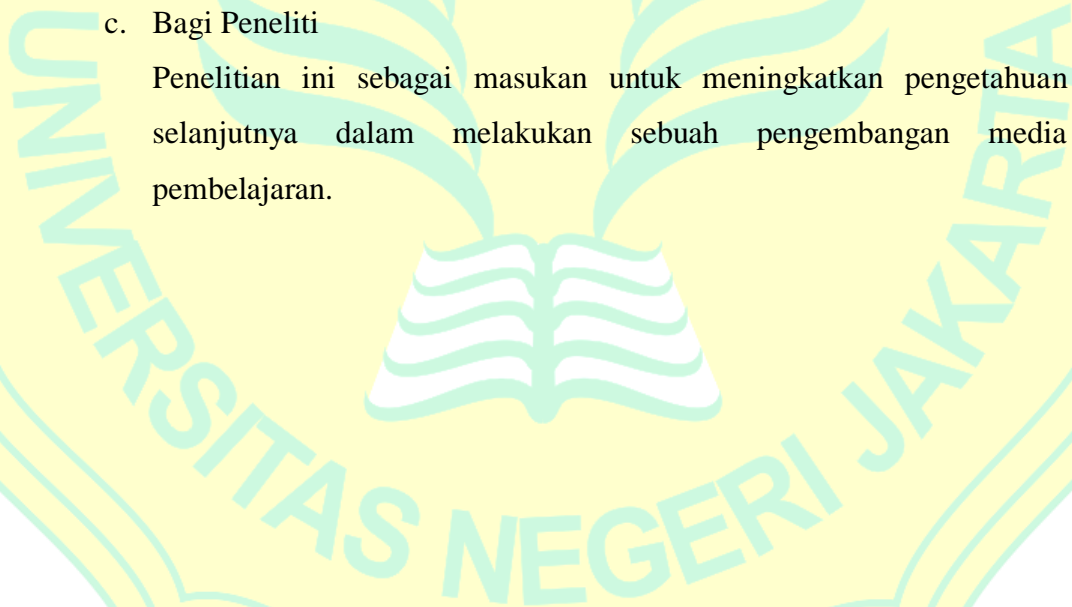 c. Bagi Peneliti
Penelitian ini sebagai masukan untuk meningkatkan pengetahuan
selanjutnya dalam melakukan sebuah pengembangan media
pembelajaran.
UNIVERSITAS NEGERI JAKARTA